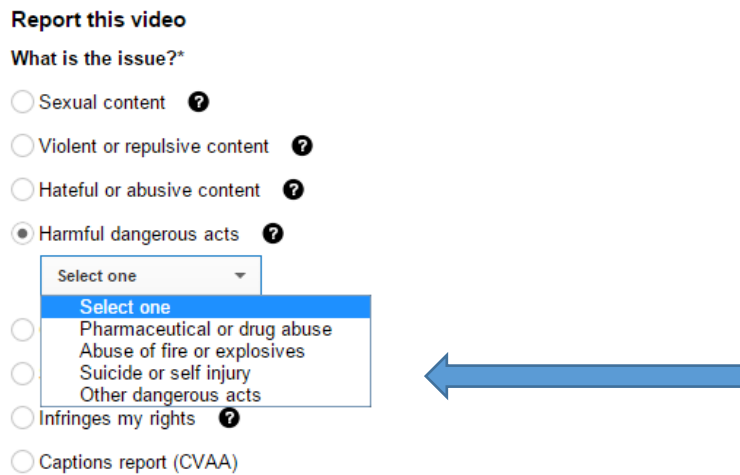 Report this video
What is the issue?*
Sexual content ?
Violent or repulsive content ?
Hateful or abusive content ?
Harmful dangerous acts ?
Select one
Select one
Pharmaceutical or drug abuse
Abuse of fire or explosives
Suicide or self injury
Other dangerous acts
Infringes my rights ?
Captions report (CVAA)